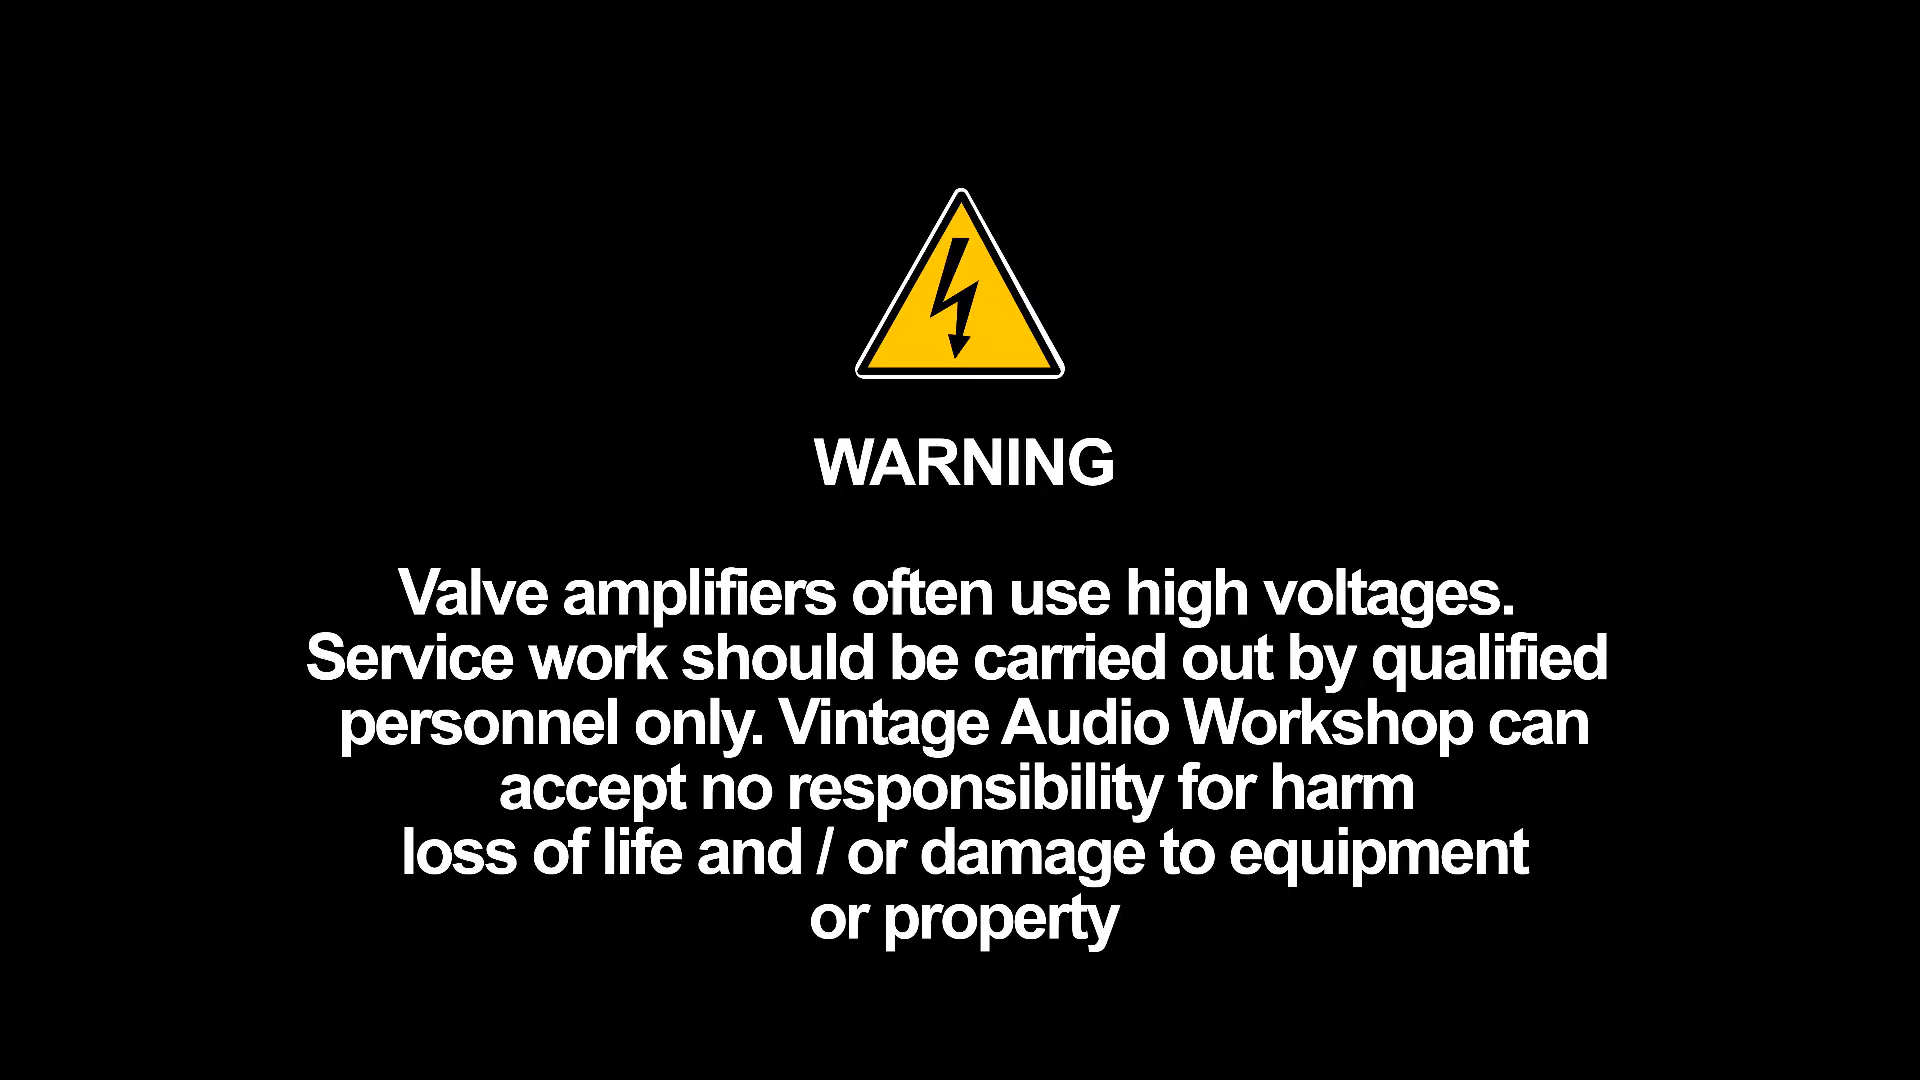 WARNING
Valve amplifiers often use high voltages.
Service work should be carried out by qualified
personnel only. Vintage Audio Workshop can
accept no responsibility for harm
loss of life and / or damage to equipment
or property